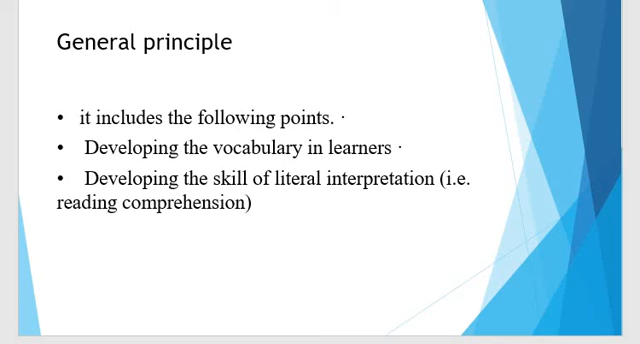 General principle
• it includes the following points. ·
• Developing the vocabulary in learners ·
• Developing the skill of literal interpretation (i.e.
reading comprehension)